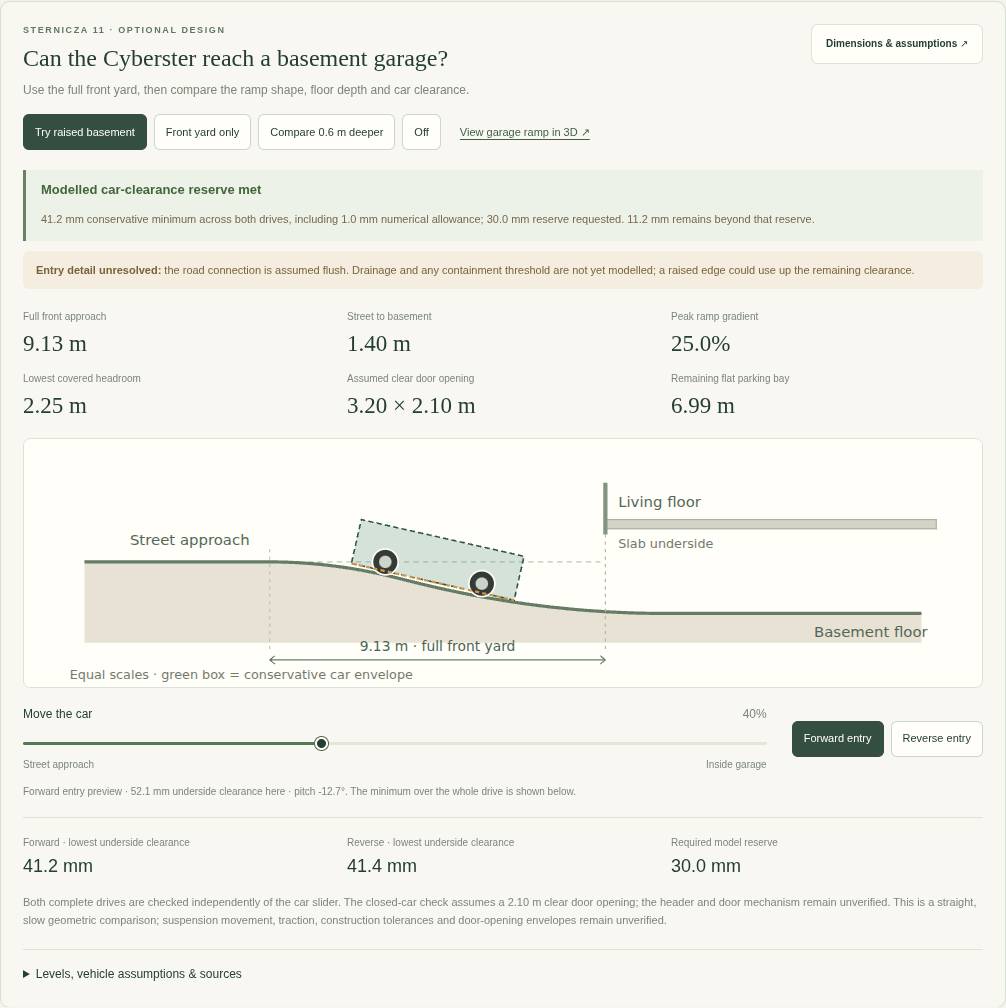 STERNICZA 11 · OPTIONAL DESIGN
Can the Cyberster reach a basement garage?
Use the full front yard, then compare the ramp shape, floor depth and car clearance.
Dimensions & assumptions ↗
Try raised basement
Front yard only
Compare 0.6 m deeper
Off
View garage ramp in 3D ↗
Modelled car-clearance reserve met
41.2 mm conservative minimum across both drives, including 1.0 mm numerical allowance; 30.0 mm reserve requested. 11.2 mm remains beyond that reserve.
Entry detail unresolved: the road connection is assumed flush. Drainage and any containment threshold are not yet modelled; a raised edge could use up the remaining clearance.
Full front approach
9.13 m
Street to basement
1.40 m
Peak ramp gradient
25.0%
Lowest covered headroom
2.25 m
Assumed clear door opening
3.20 × 2.10 m
Remaining flat parking bay
6.99 m
Living floor
Street approach
Slab underside
Basement floor
9.13 m · full front yard
Equal scales · green box = conservative car envelope
Move the car
40%
Street approach
Inside garage
Forward entry
Reverse entry
Forward entry preview · 52.1 mm underside clearance here · pitch -12.7°. The minimum over the whole drive is shown below.
Forward · lowest underside clearance
41.2 mm
Reverse · lowest underside clearance
41.4 mm
Required model reserve
30.0 mm
Both complete drives are checked independently of the car slider. The closed-car check assumes a 2.10 m clear door opening; the header and door mechanism remain unverified. This is a straight,
slow geometric comparison; suspension movement, traction, construction tolerances and door-opening envelopes remain unverified.
▶ Levels, vehicle assumptions & sources